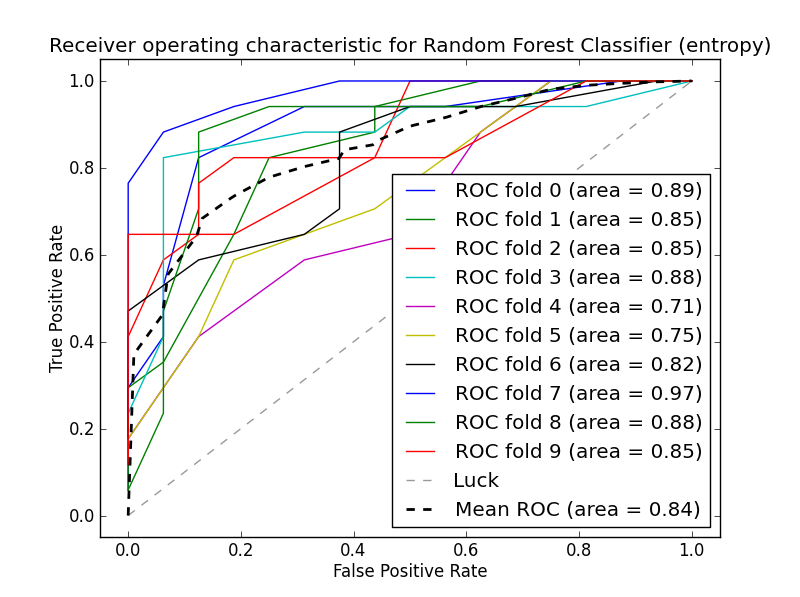 Receiver operating characteristic for Random Forest Classifier (entropy)
1.0
0.8
0.6
0.4
0.2
0.0
True Positive Rate
ROC fold 0 (area = 0.89)
ROC fold 1 (area = 0.85)
ROC fold 2 (area = 0.85)
ROC fold 3 (area = 0.88)
ROC fold 4 (area = 0.71)
ROC fold 5 (area = 0.75)
ROC fold 6 (area = 0.82)
ROC fold 7 (area = 0.97)
ROC fold 8 (area = 0.88)
ROC fold 9 (area = 0.85)
Luck
Mean ROC (area = 0.84)
0.0 0.2 0.4 0.6 0.8 1.0
False Positive Rate